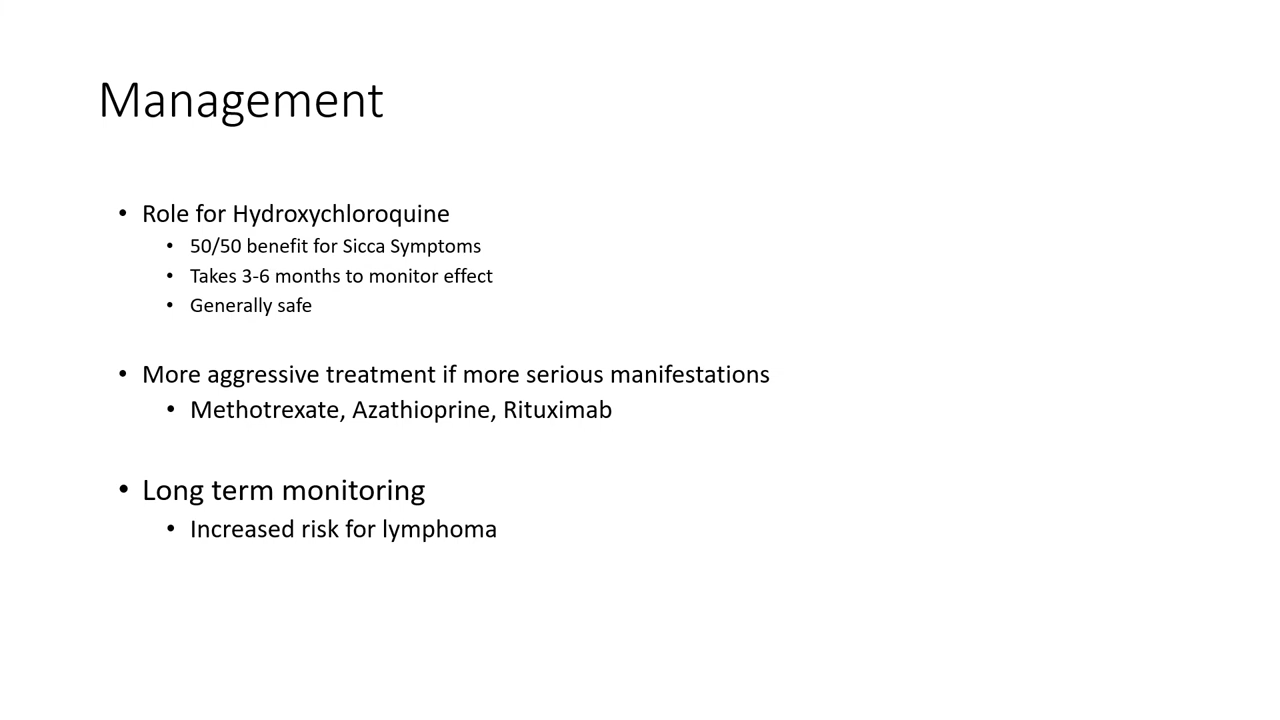 Management
• Role for Hydroxychloroquine
• 50/50 benefit for Sicca Symptoms
• Takes 3-6 months to monitor effect
• Generally safe
• More aggressive treatment if more serious manifestations
• Methotrexate, Azathioprine, Rituximab
• Long term monitoring
• Increased risk for lymphoma